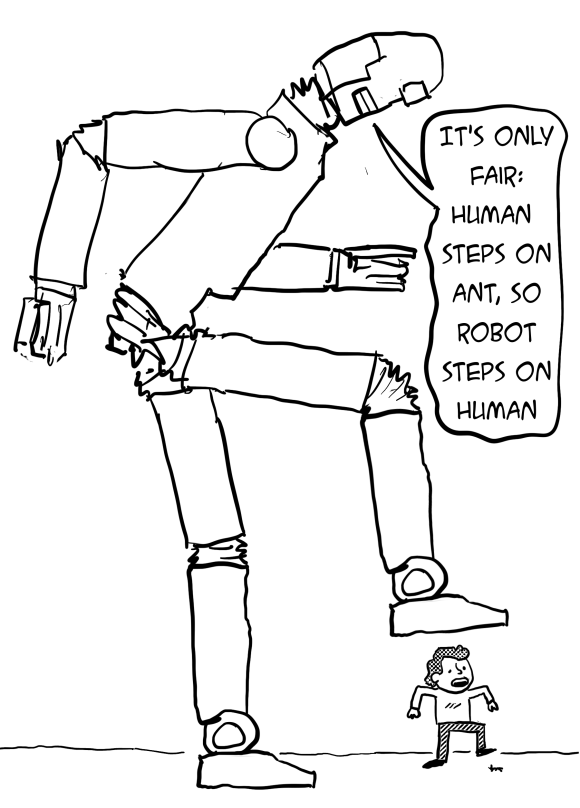 IT'S ONLY
FAIR:
HUMAN
STEPS ON
ANT, SO
ROBOT
STEPS ON
HUMAN